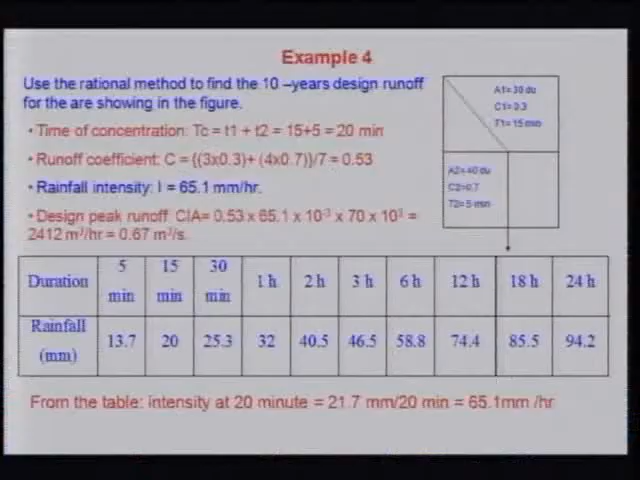 Example 4
Use the rational method to find the 10 –years design runoff
for the are showing in the figure.
• Time of concentration: Tc = t1 + t2 = 15+5 = 20 min
• Runoff coefficient: C = {(3x0.3)+ (4x0.7)}/7 = 0.53
• Rainfall intensity: I = 65.1 mm/hr.
• Design peak runoff: CIA= 0.53 x 65.1 x 10⁻³ x 70 x 10³ =
2412 m³/hr = 0.67 m³/s.
A1= 30 du
C1= 0.3
T1= 15 min
A2= 40 du
C2= 0.7
T2= 5 min
Duration 5 min 15 min 30 min 1 h 2 h 3 h 6 h 12 h 18 h 24 h
Rainfall (mm) 13.7 20 25.3 32 40.5 46.5 58.8 74.4 85.5 94.2
From the table: intensity at 20 minute = 21.7 mm/20 min = 65.1mm /hr